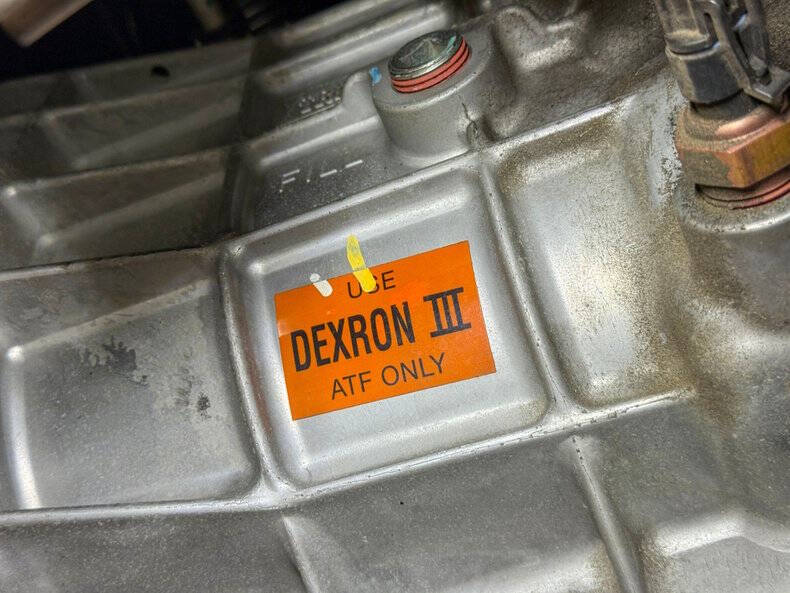 FILL
USE
DEXRON III
ATF ONLY